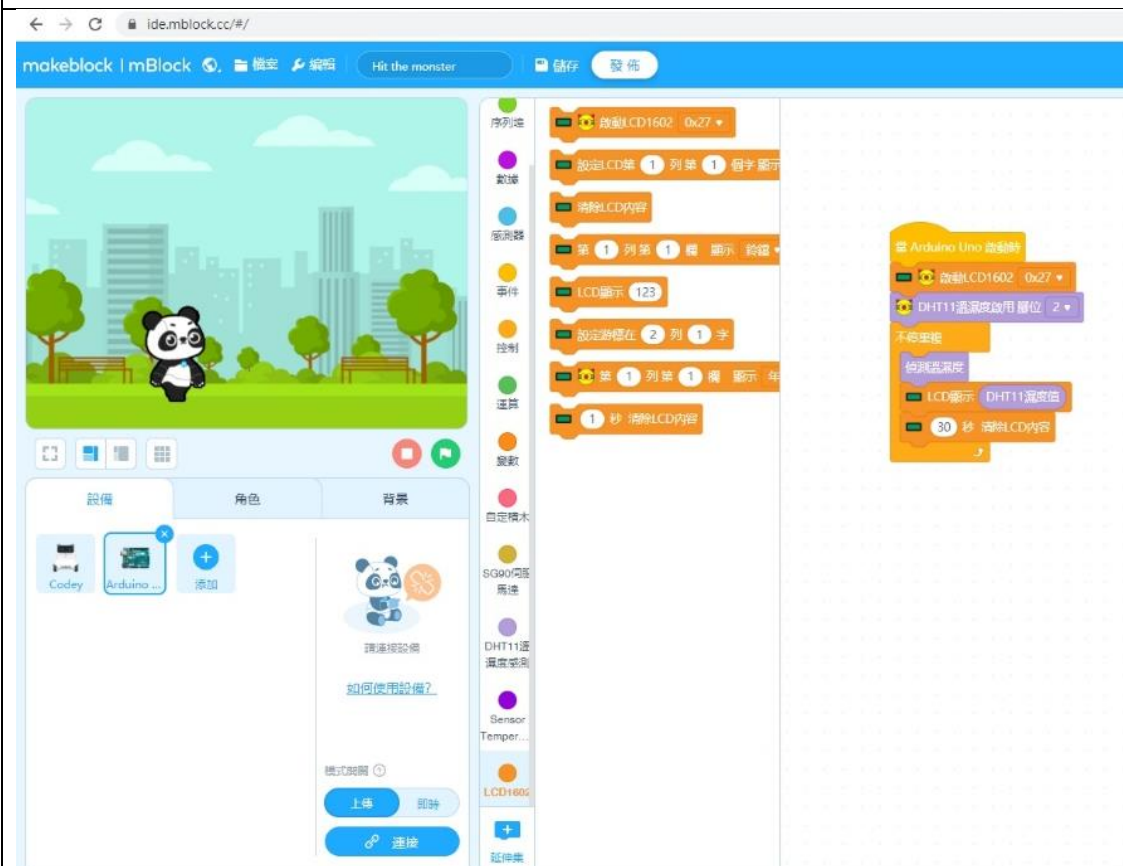 ide.mblock.cc/#/
makeblock | mBlock 檔案 編輯 Hit the monster 儲存 發佈
序列埠
數據
感測器
事件
控制
運算
變數
自定積木
SG90伺服
馬達
DHT11溫
濕度感測
Sensor
Temper...
LCD1602
延伸集
啟動LCD1602 0x27
設定LCD第 1 列第 1 個字 顯示
清除LCD內容
第 1 列第 1 欄 顯示 鈴鐺
LCD顯示 123
設定游標在 2 列 1 字
第 1 列第 1 欄 顯示 年
1 秒 清除LCD內容
當 Arduino Uno 啟動時
啟動LCD1602 0x27
DHT11溫濕度啟用 腳位 2
不停重複
偵測溫濕度
LCD顯示 DHT11濕度值
30 秒 清除LCD內容
設備 角色 背景
Codey Arduino ... 添加
請連接設備
如何使用設備?
模式開關
上傳 即時
連接